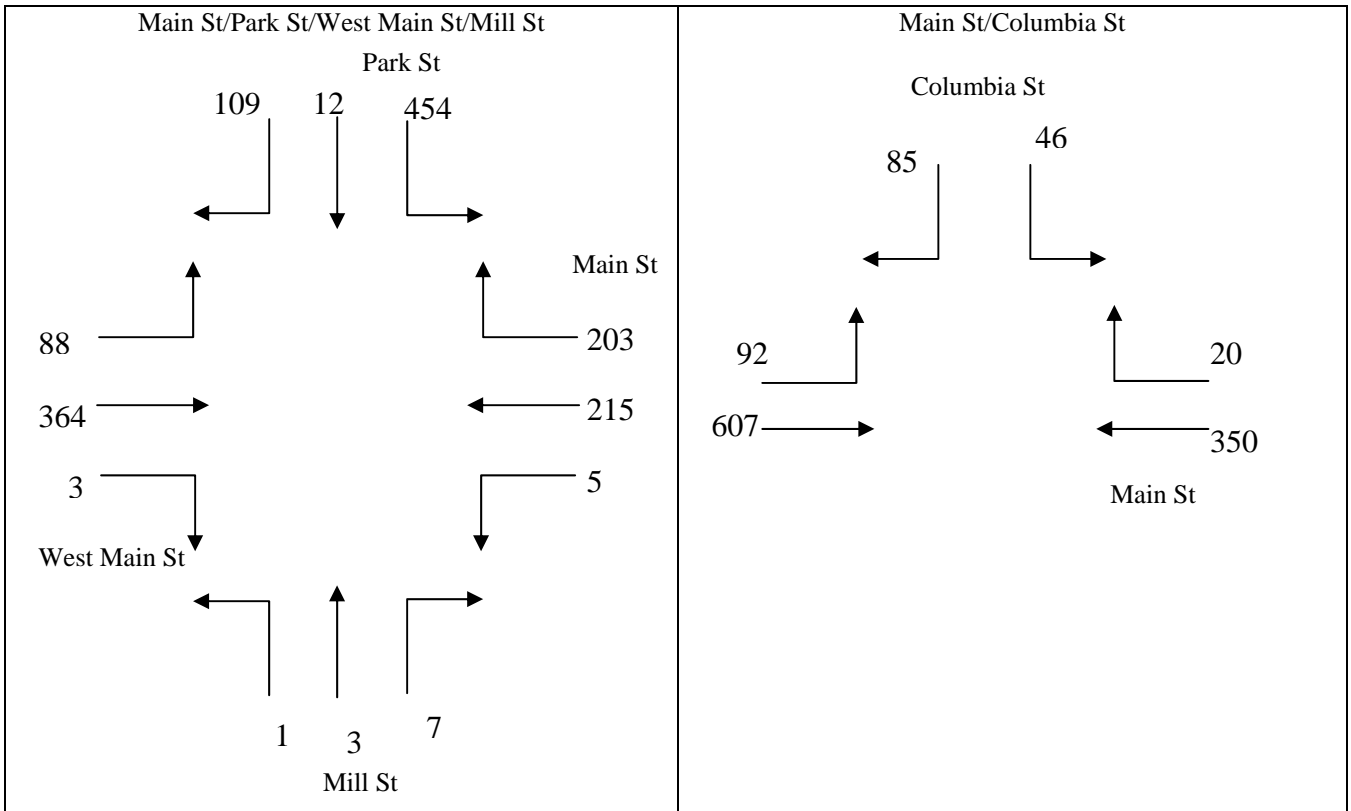 Main St/Park St/West Main St/Mill St
Park St
109 12 454
Main St
88 203
364 215
3 5
West Main St
1 3 7
Mill St
Main St/Columbia St
Columbia St
85 46
92 20
607 350
Main St